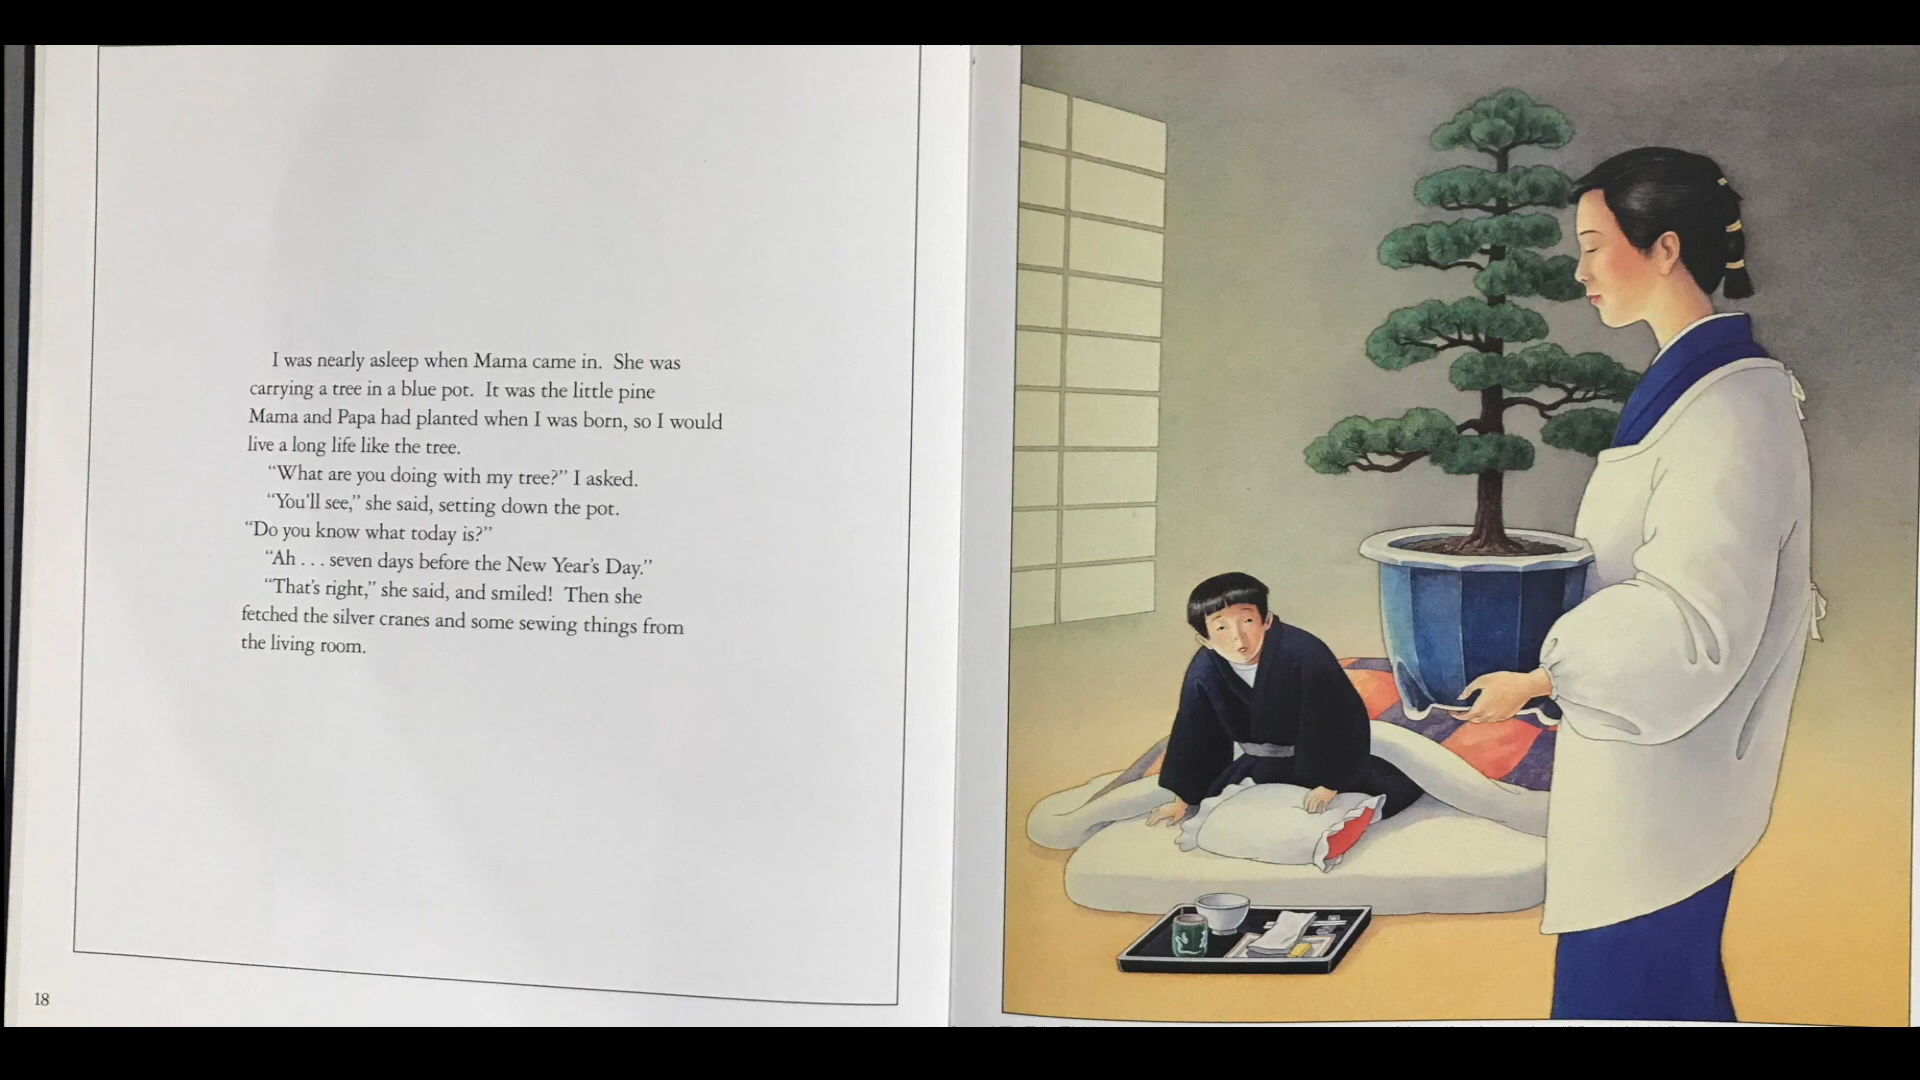 I was nearly asleep when Mama came in. She was
carrying a tree in a blue pot. It was the little pine
Mama and Papa had planted when I was born, so I would
live a long life like the tree.
“What are you doing with my tree?” I asked.
“You’ll see,” she said, setting down the pot.
“Do you know what today is?”
“Ah . . . seven days before the New Year’s Day.”
“That’s right,” she said, and smiled! Then she
fetched the silver cranes and some sewing things from
the living room.
18